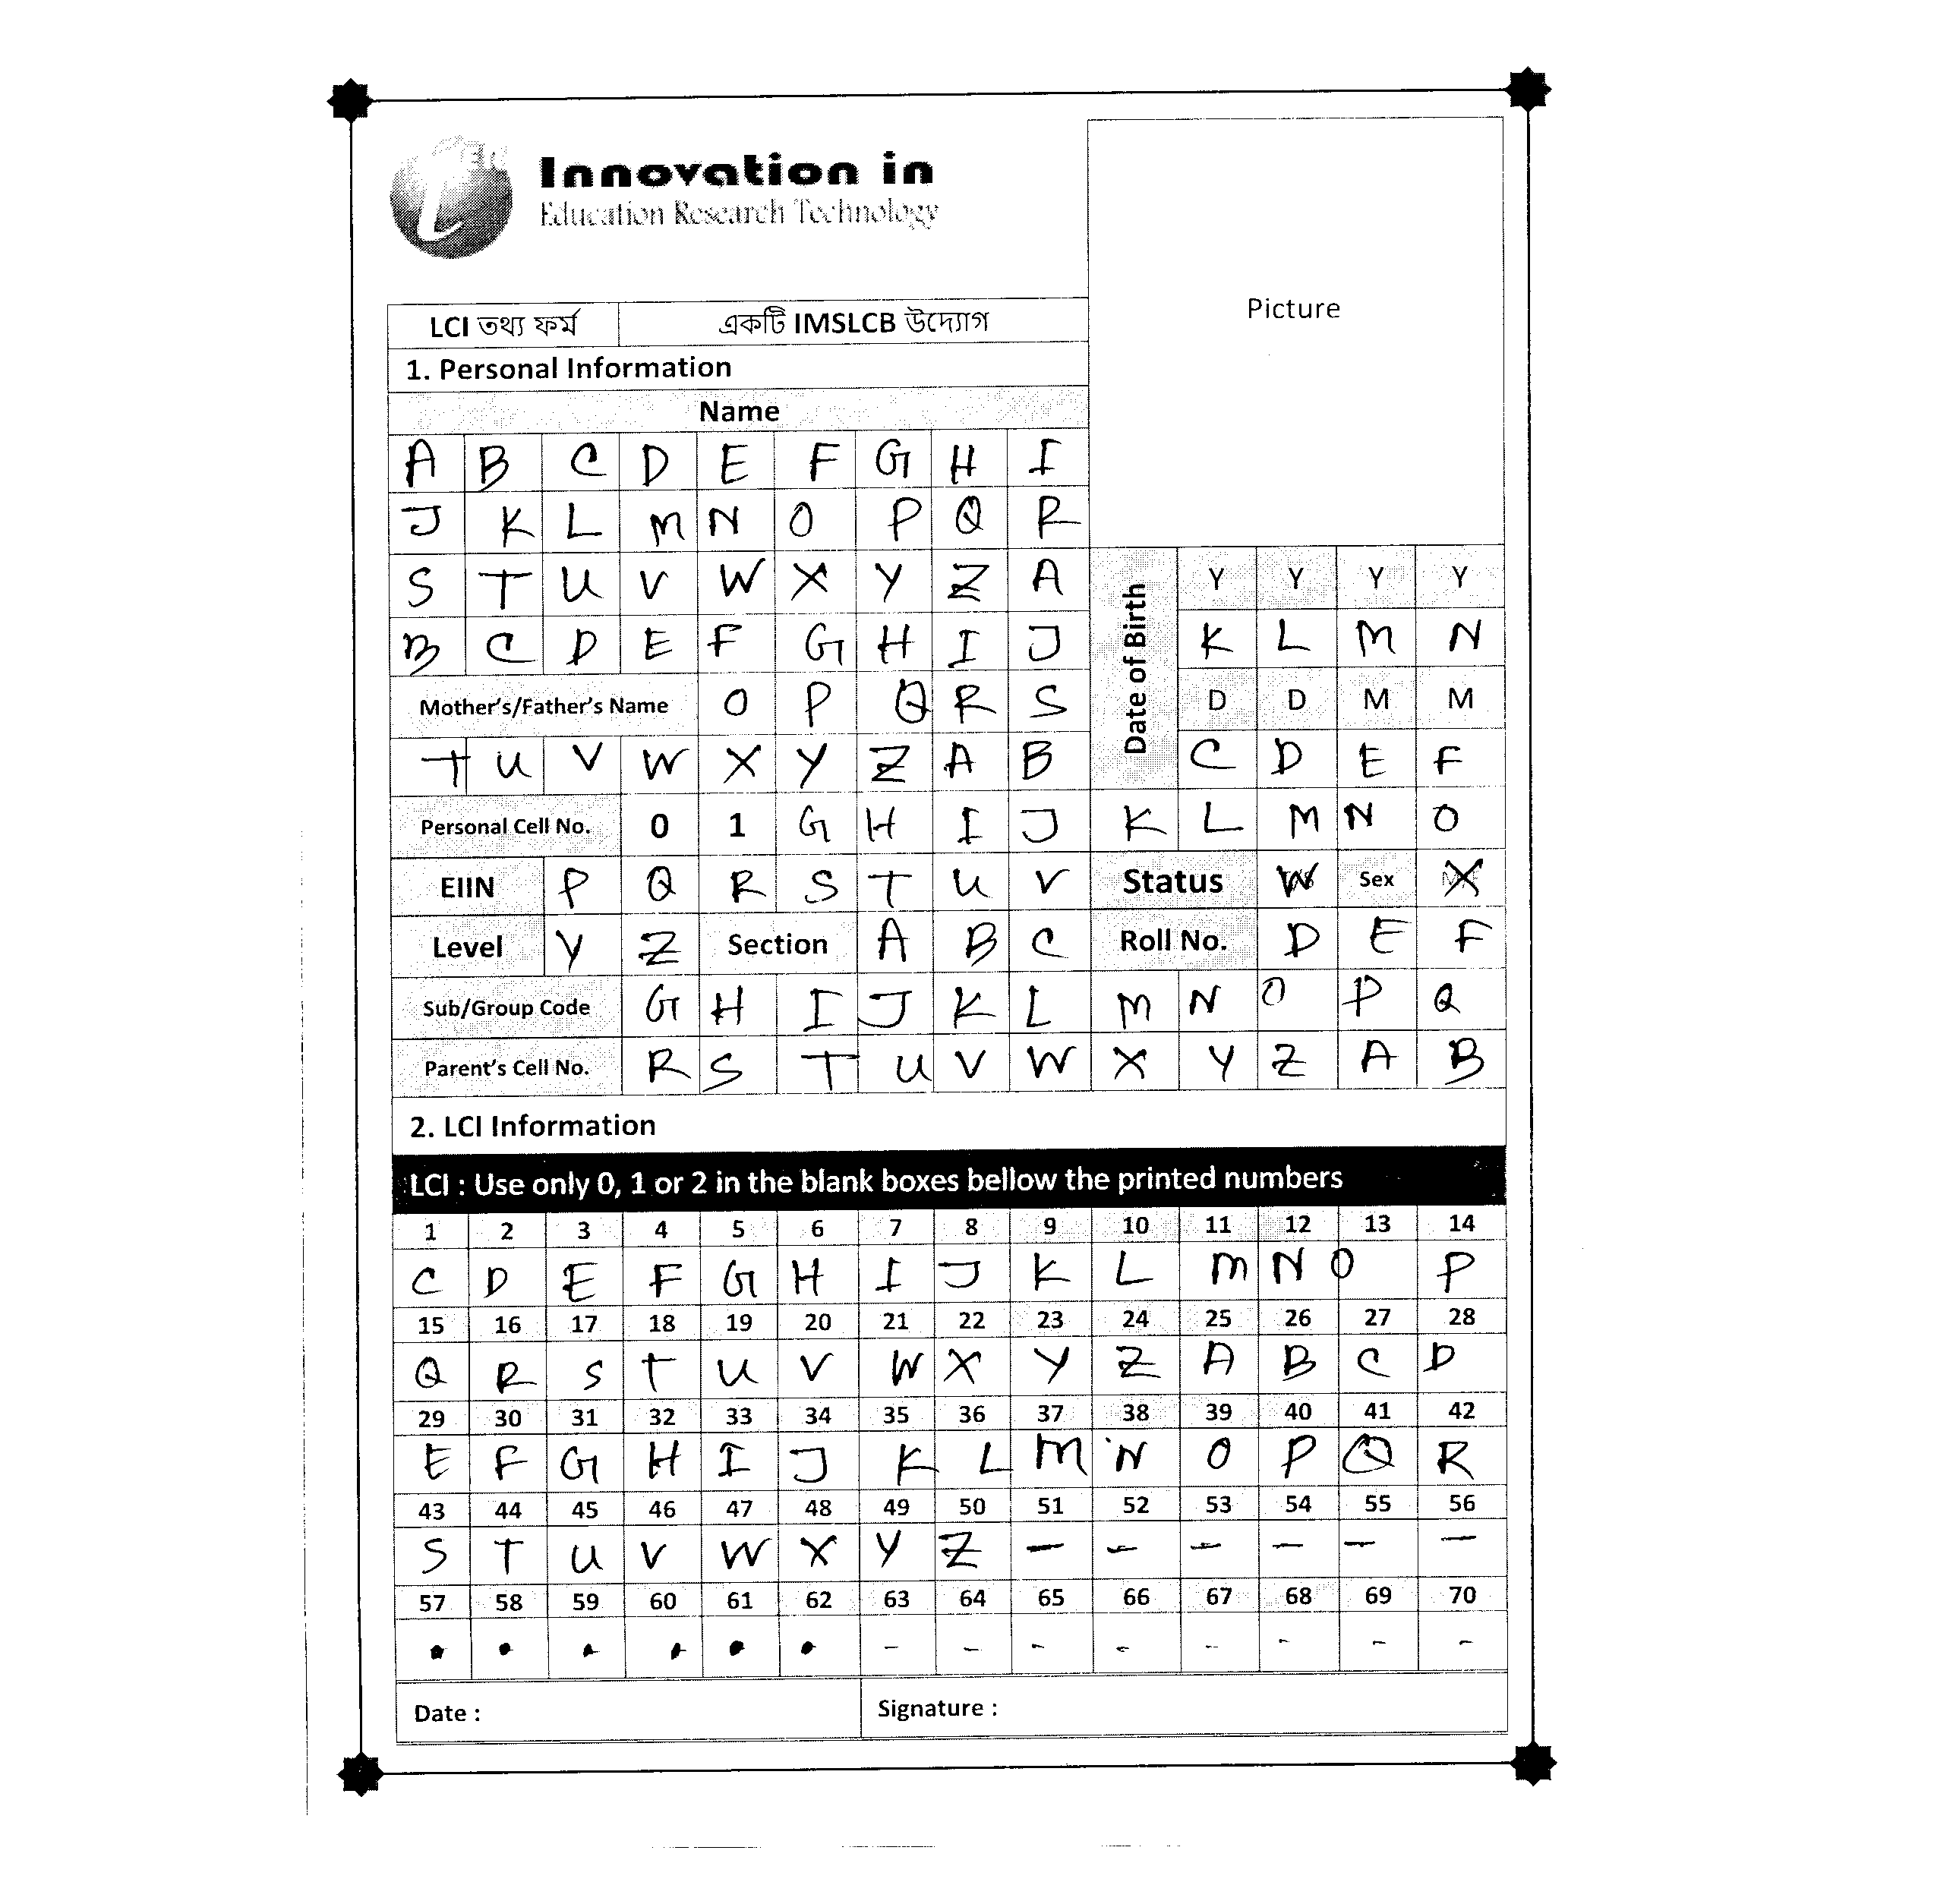 Innovation in
Education Research Technology
Picture
LCI তথ্য ফর্ম একটি IMSLCB উদ্যোগ
1. Personal Information
Name
A B C D E F G H I
J K L M N O P Q R
S T U V W X Y Z A
B C D E F G H I J
Date of Birth
Y Y Y Y
K L M N
D D M M
C D E F
Mother's/Father's Name O P Q R S
T U V W X Y Z A B
Personal Cell No. 0 1 G H I J K L M N O
EIIN P Q R S T U V Status W Sex X
Level Y Z Section A B C Roll No. D E F
Sub/Group Code G H I J K L M N O P Q
Parent's Cell No. R S T U V W X Y Z A B
2. LCI Information
LCI : Use only 0, 1 or 2 in the blank boxes bellow the printed numbers
1 2 3 4 5 6 7 8 9 10 11 12 13 14
C D E F G H I J K L M N O P
15 16 17 18 19 20 21 22 23 24 25 26 27 28
Q R S T U V W X Y Z A B C D
29 30 31 32 33 34 35 36 37 38 39 40 41 42
E F G H I J K L M N O P Q R
43 44 45 46 47 48 49 50 51 52 53 54 55 56
S T U V W X Y Z - - - - - -
57 58 59 60 61 62 63 64 65 66 67 68 69 70
• • • • • • - - - - - - - -
Date : Signature :